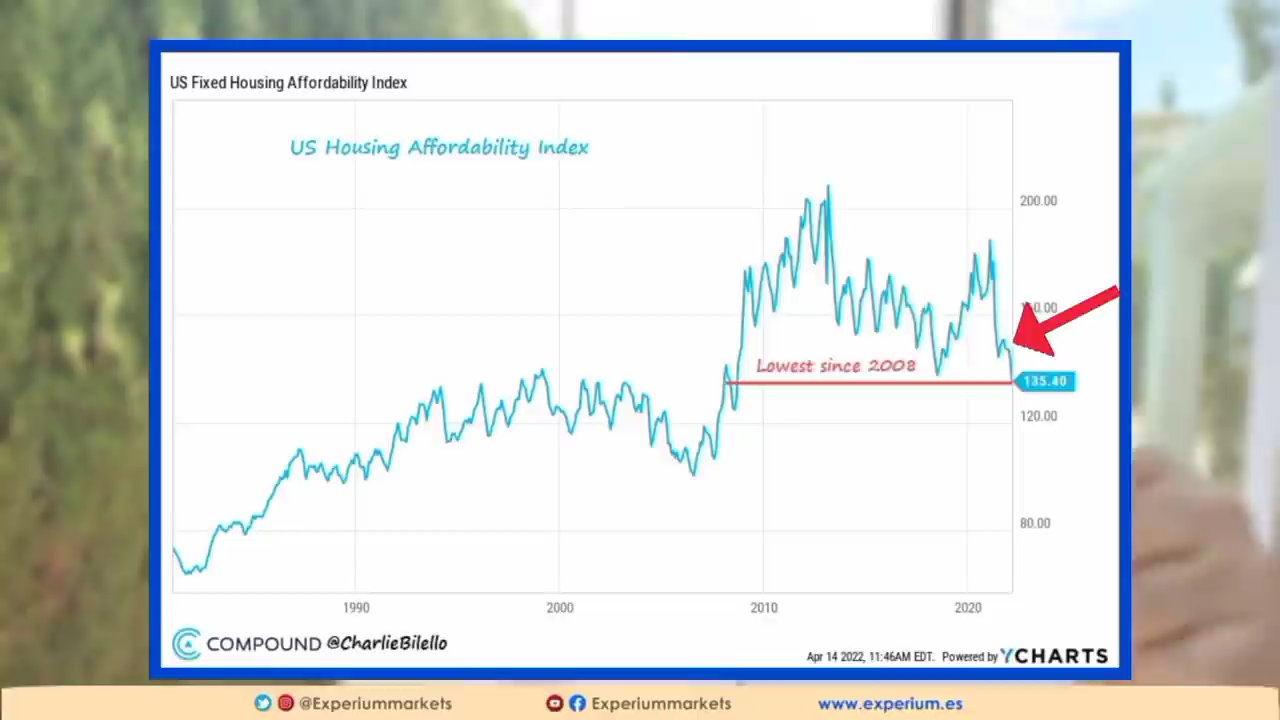 US Fixed Housing Affordability Index
US Housing Affordability Index
200.00
Lowest since 2008
135.40
120.00
80.00
1990
2000
2010
2020
COMPOUND @CharlieBilello
Apr 14 2022, 11:46AM EDT. Powered by YCHARTS
@Experiummarkets
Experiummarkets
www.experium.es